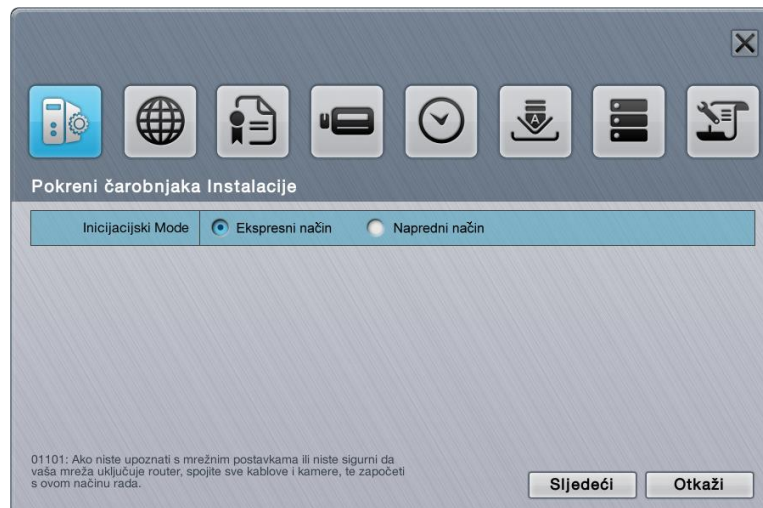 Pokreni čarobnjaka Instalacije
Inicijacijski Mode
Ekspresni način
Napredni način
01101: Ako niste upoznati s mrežnim postavkama ili niste sigurni da
vaša mreža uključuje router, spojite sve kablove i kamere, te započeti
s ovom načinu rada.
Sljedeći
Otkaži